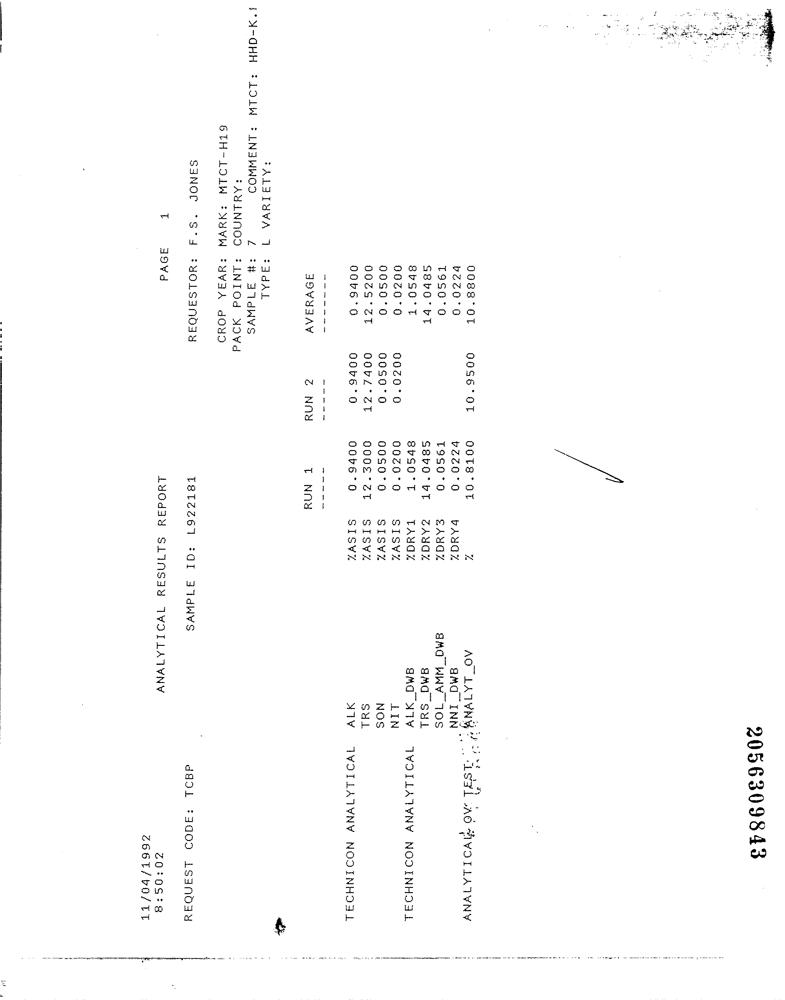 11/04/1992 ANALYTICAL RESULTS REPORT PAGE 1
8:50:02
REQUEST CODE: TCBP SAMPLE ID: L922181 REQUESTOR: F.S. JONES
CROP YEAR: MARK: MTCT-H19
PACK POINT: COUNTRY:
SAMPLE #: 7 COMMENT: MTCT: HHD-K.
TYPE: L VARIETY:
RUN 1 RUN 2 AVERAGE
----- ----- -------
TECHNICON ANALYTICAL ALK %ASIS 0.9400 0.9400 0.9400
TRS %ASIS 12.3000 12.7400 12.5200
SON %ASIS 0.0500 0.0500 0.0500
NIT %ASIS 0.0200 0.0200 0.0200
TECHNICON ANALYTICAL ALK_DWB %DRY1 1.0548 1.0548
TRS_DWB %DRY2 14.0485 14.0485
SOL_AMM_DWB %DRY3 0.0561 0.0561
NNI_DWB %DRY4 0.0224 0.0224
ANALYTICAL OV TEST ANALYT_OV % 10.8100 10.9500 10.8800
2056309843